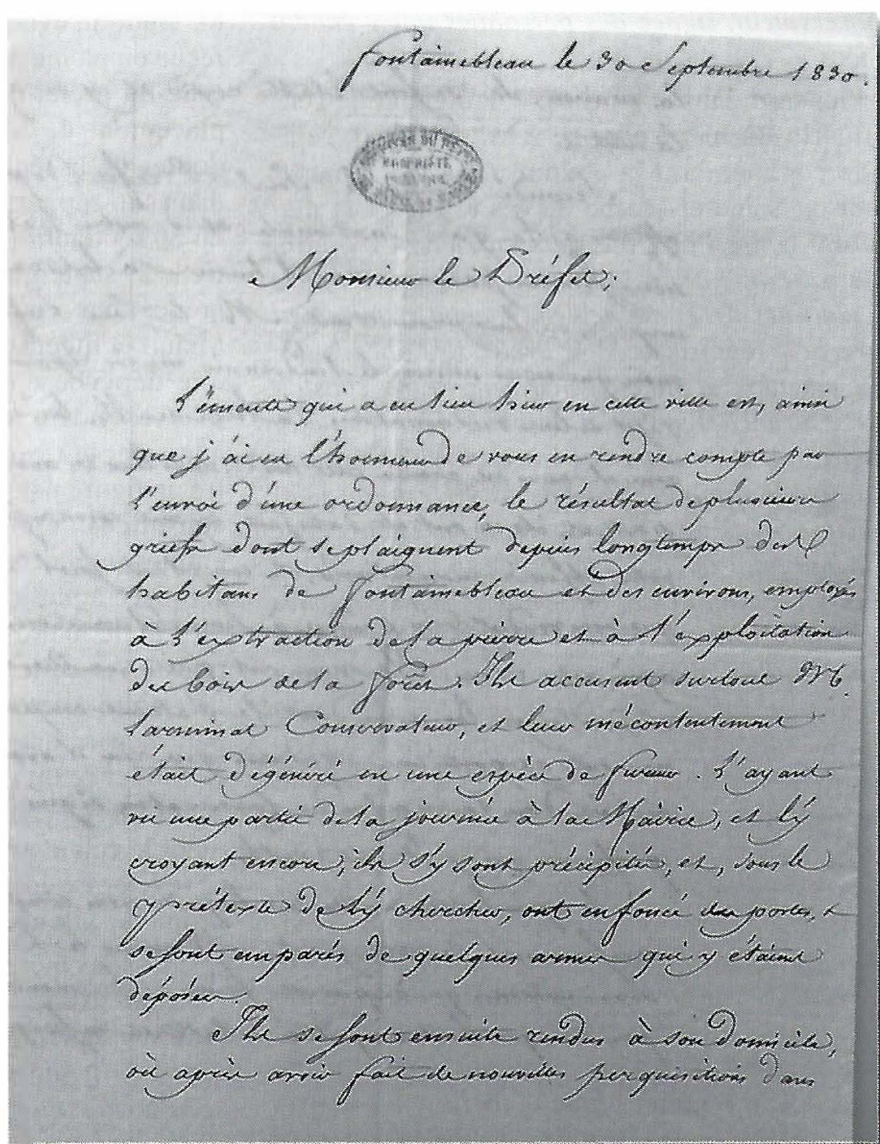 fontainebleau le 30 Septembre 1830.
PROPRIÉTÉ
Monsieur le Préfet;
L'émeute qui a eu lieu hier en cette ville est, ainsi
que j'ai eu l'honneur de vous en rendre compte par
l'envoi d'une ordonnance, le résultat de plusieurs
griefs dont se plaignent depuis longtemps des
habitans de fontainebleau et des environs, employés
à l'extraction de la pierre et à l'exploitation
des bois de la forêt. Ils accusent surtout Mr.
larminat Conservateur, et leur mécontentement
était dégénéré en une espèce de fureur. L'ayant
vu une partie de la journée à la Mairie, et l'y
croyant encore, ils s'y sont précipités, et, sous le
prétexte de l'y chercher, ont enfoncé des portes, &
se sont emparés de quelques armes qui y étaient
déposées.
Ils se sont ensuite rendus à son domicile,
où après avoir fait de nouvelles perquisitions dans